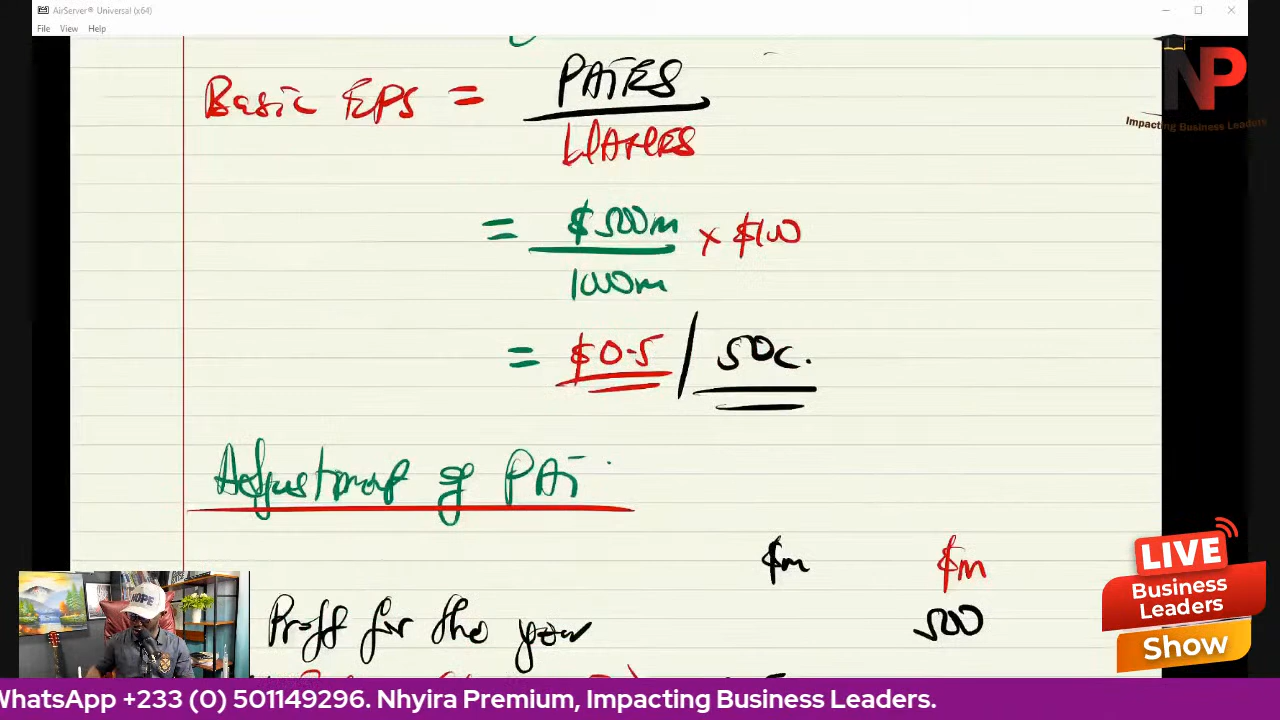 AirServer® Universal (x64)
File View Help
Basic EPS = PATES
= $500m × $100
1000m
= $0.5 / 50c.
Adjustment of PAT
$m $m
Profit for the year 500
NP
Impacting Business Leaders
HOPE
LIVE
Business
Leaders
Show
WhatsApp +233 (0) 501149296. Nhyira Premium, Impacting Business Leaders.